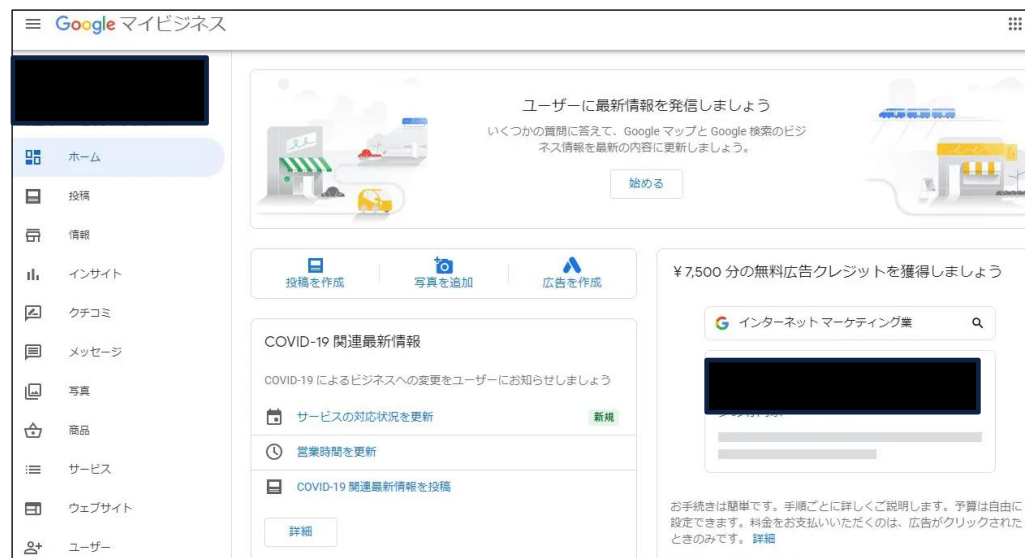 Google マイビジネス
ホーム
投稿
情報
インサイト
クチコミ
メッセージ
写真
商品
サービス
ウェブサイト
ユーザー
ユーザーに最新情報を発信しましょう
いくつかの質問に答えて、Google マップと Google 検索のビジ
ネス情報を最新の内容に更新しましょう。
始める
投稿を作成
写真を追加
広告を作成
COVID-19 関連最新情報
COVID-19 によるビジネスへの変更をユーザーにお知らせしましょう
サービスの対応状況を更新
新規
営業時間を更新
COVID-19 関連最新情報を投稿
詳細
¥7,500 分の無料広告クレジットを獲得しましょう
インターネット マーケティング業
お手続きは簡単です。手順ごとに詳しくご説明します。予算は自由に
設定できます。料金をお支払いいただくのは、広告がクリックされた
ときのみです。 詳細